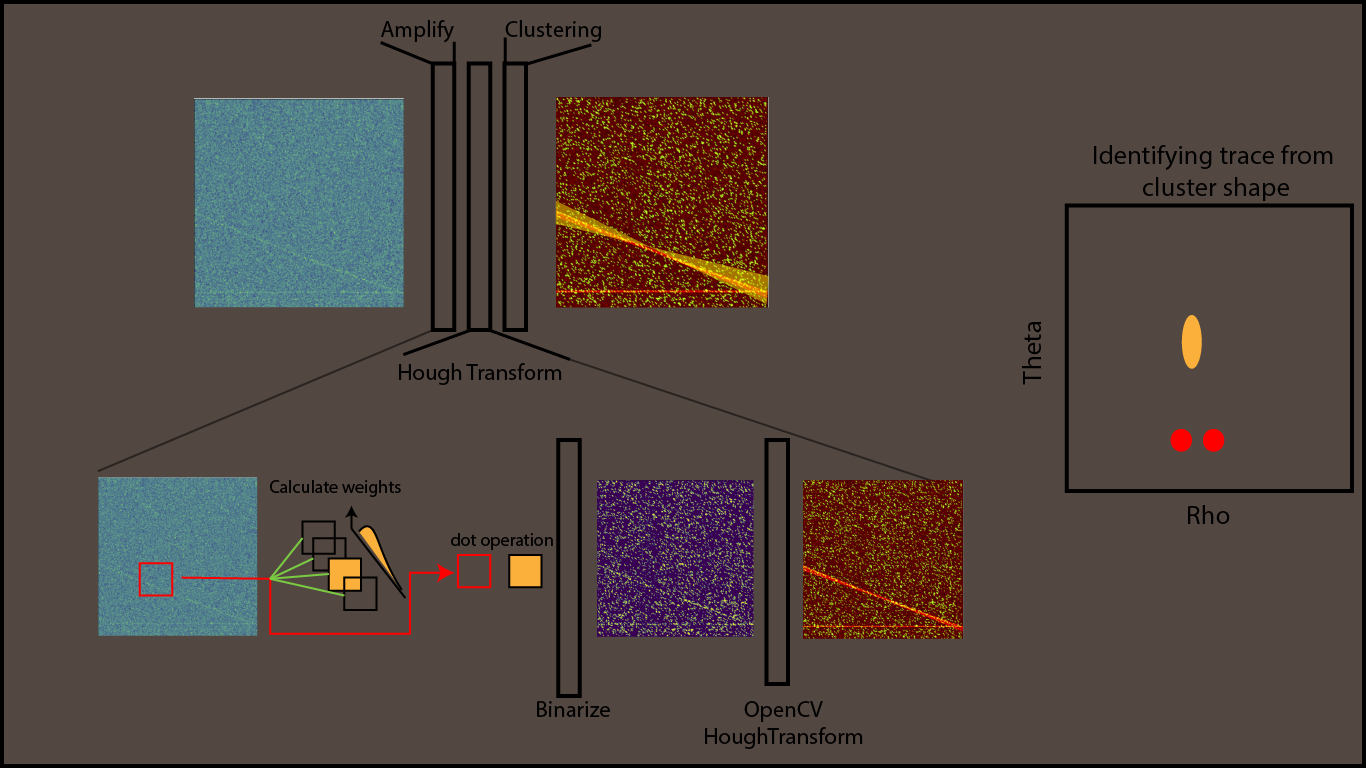 Amplify
Clustering
Identifying trace from
cluster shape
Theta
Rho
Hough Transform
Calculate weights
dot operation
Binarize
OpenCV
HoughTransform